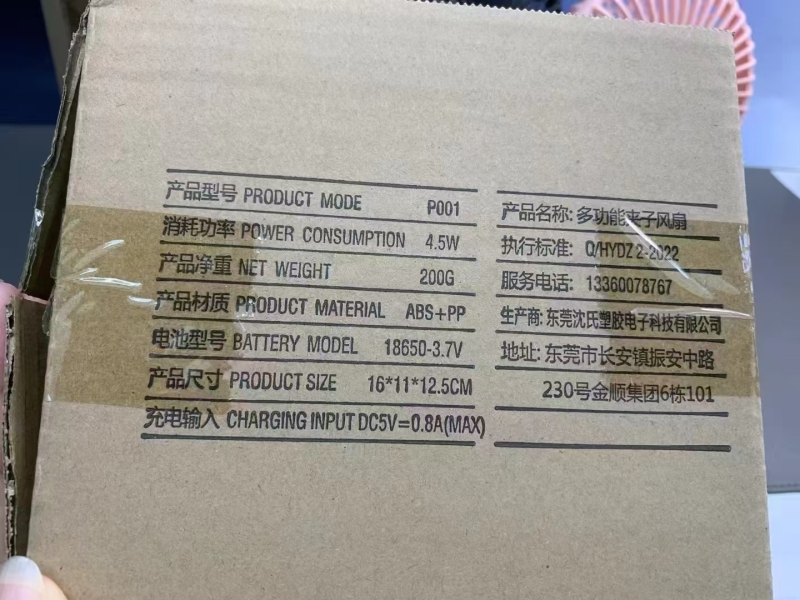 产品型号 PRODUCT MODE P001
消耗功率 POWER CONSUMPTION 4.5W
产品净重 NET WEIGHT 200G
产品材质 PRODUCT MATERIAL ABS+PP
电池型号 BATTERY MODEL 18650-3.7V
产品尺寸 PRODUCT SIZE 16*11*12.5CM
充电输入 CHARGING INPUT DC5V=0.8A(MAX)
产品名称: 多功能夹子风扇
执行标准: Q/HYDZ 2-2022
服务电话: 13360078767
生产商: 东莞沈氏塑胶电子科技有限公司
地址: 东莞市长安镇振安中路
230号金顺集团6栋101